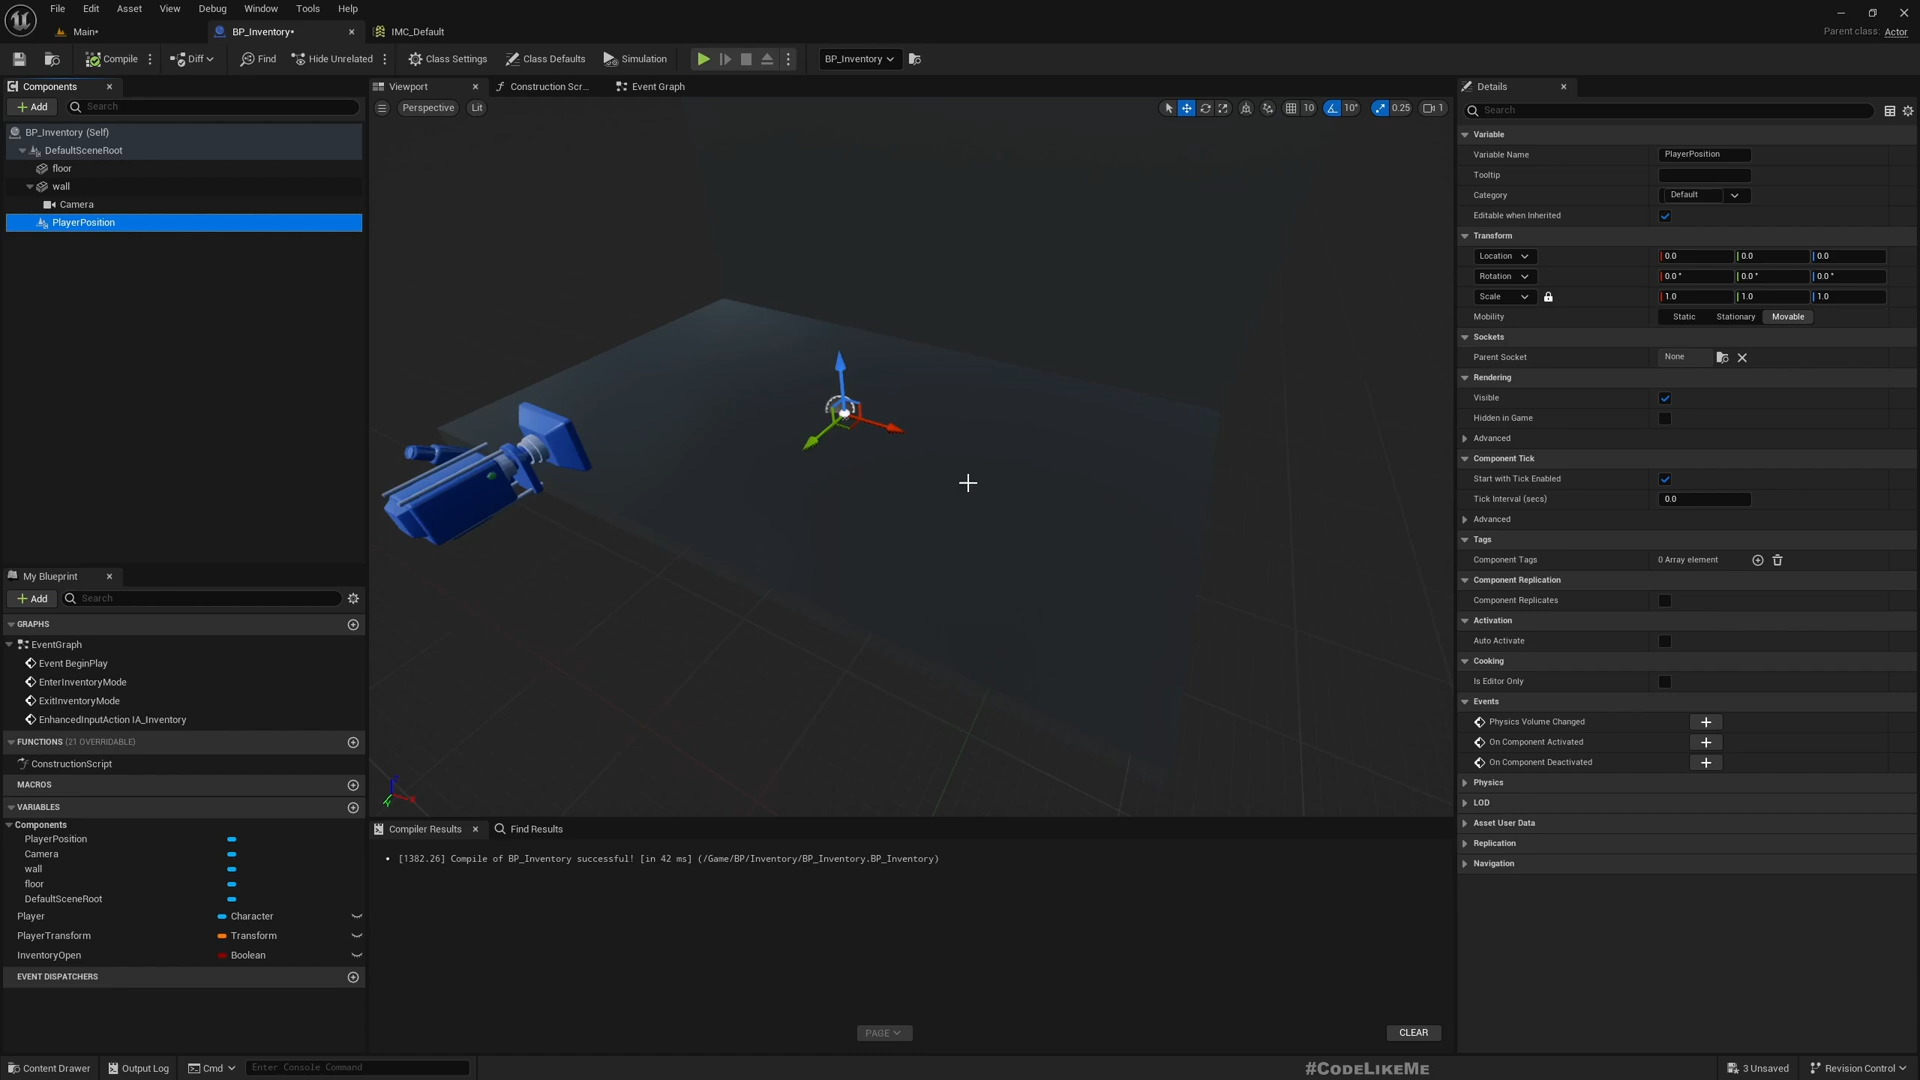 File Edit Asset View Debug Window Tools Help
Main•
BP_Inventory•
IMC_Default
Parent class: Actor
Compile
Diff
Find
Hide Unrelated
Class Settings
Class Defaults
Simulation
BP_Inventory
Components
Add
Search
BP_Inventory (Self)
DefaultSceneRoot
floor
wall
Camera
PlayerPosition
My Blueprint
Add
Search
GRAPHS
EventGraph
Event BeginPlay
EnterInventoryMode
ExitInventoryMode
EnhancedInputAction IA_Inventory
FUNCTIONS (21 OVERRIDABLE)
ConstructionScript
MACROS
VARIABLES
Components
PlayerPosition
Camera
wall
floor
DefaultSceneRoot
Player Character
PlayerTransform Transform
InventoryOpen Boolean
EVENT DISPATCHERS
Viewport
Construction Scr...
Event Graph
Perspective
Lit
10
10°
0.25
1
Compiler Results
Find Results
[1382.26] Compile of BP_Inventory successful! [in 42 ms] (/Game/BP/Inventory/BP_Inventory.BP_Inventory)
PAGE
CLEAR
Details
Search
Variable
Variable Name PlayerPosition
Tooltip
Category Default
Editable when Inherited
Transform
Location 0.0 0.0 0.0
Rotation 0.0 ° 0.0 ° 0.0 °
Scale 1.0 1.0 1.0
Mobility Static Stationary Movable
Sockets
Parent Socket None
Rendering
Visible
Hidden in Game
Advanced
Component Tick
Start with Tick Enabled
Tick Interval (secs) 0.0
Advanced
Tags
Component Tags 0 Array element
Component Replication
Component Replicates
Activation
Auto Activate
Cooking
Is Editor Only
Events
Physics Volume Changed
On Component Activated
On Component Deactivated
Physics
LOD
Asset User Data
Replication
Navigation
Content Drawer
Output Log
Cmd
Enter Console Command
#CODELIKEME
3 Unsaved
Revision Control